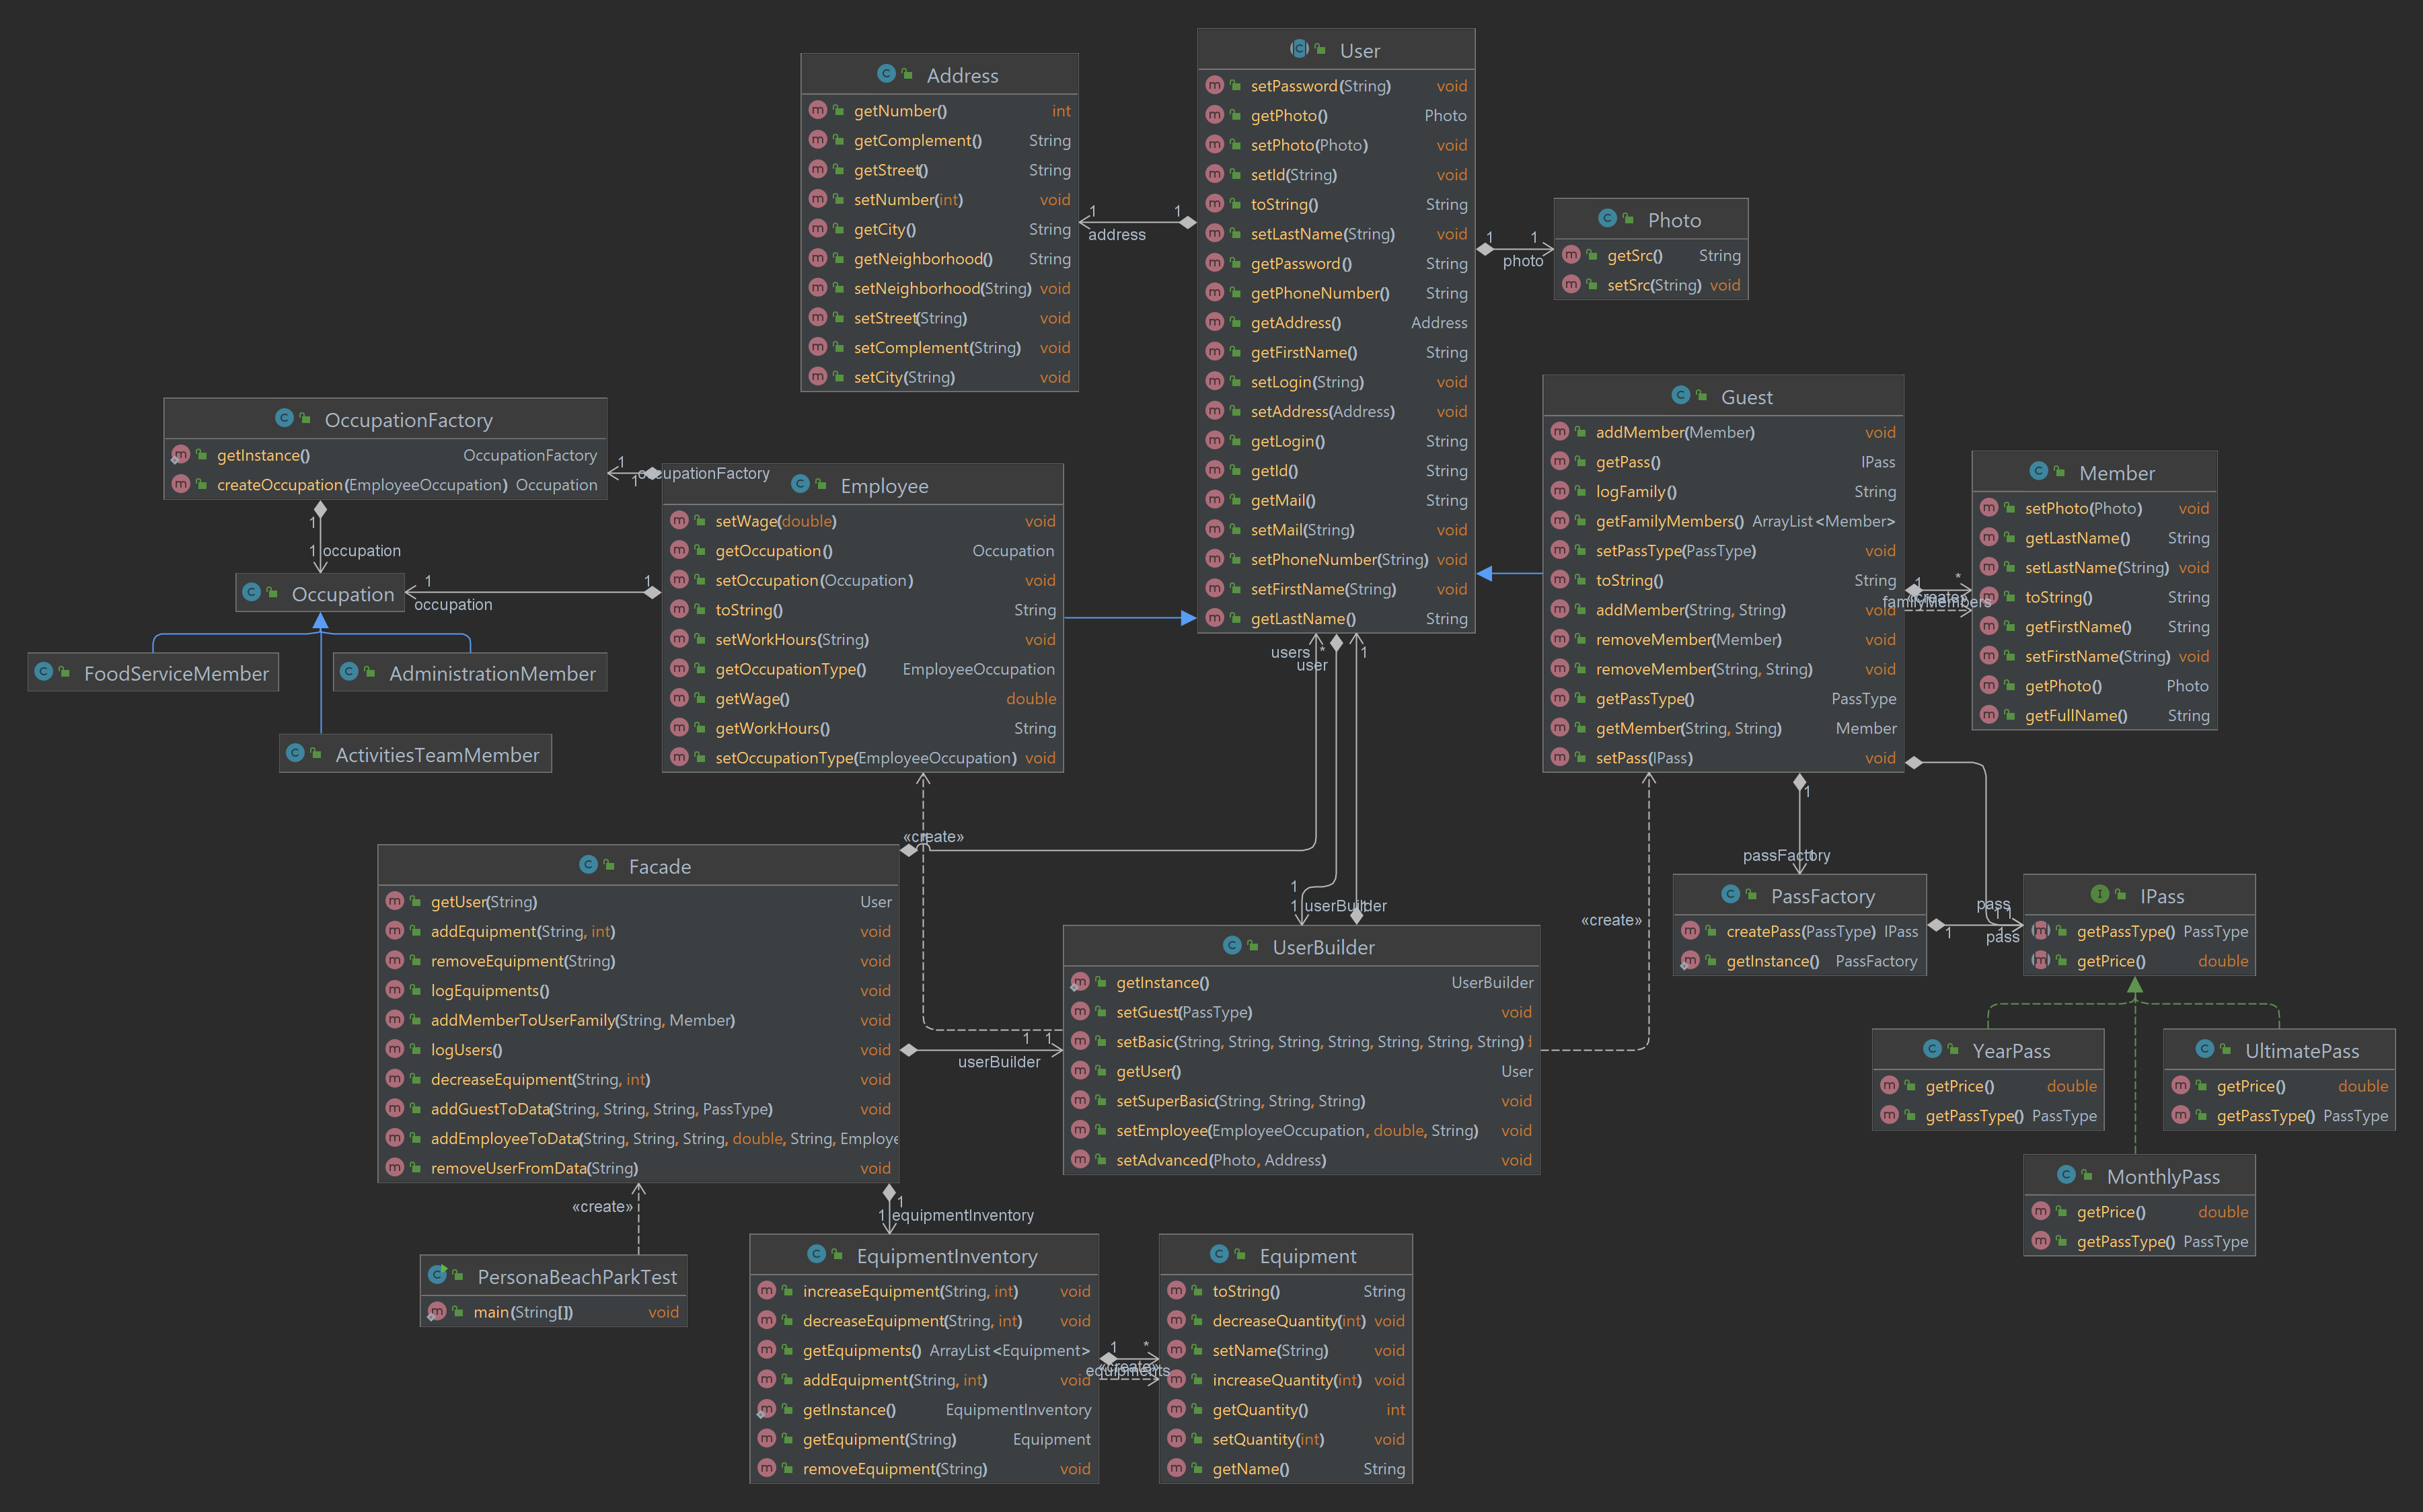 User
setPassword(String) void
getPhoto() Photo
setPhoto(Photo) void
setId(String) void
toString() String
setLastName(String) void
getPassword() String
getPhoneNumber() String
getAddress() Address
getFirstName() String
setLogin(String) void
setAddress(Address) void
getLogin() String
getId() String
getMail() String
setMail(String) void
setPhoneNumber(String) void
setFirstName(String) void
getLastName() String
Address
getNumber() int
getComplement() String
getStreet() String
setNumber(int) void
getCity() String
getNeighborhood() String
setNeighborhood(String) void
setStreet(String) void
setComplement(String) void
setCity(String) void
1 1
address
1 1
photo
Photo
getSrc() String
setSrc(String) void
Guest
addMember(Member) void
getPass() IPass
logFamily() String
getFamilyMembers() ArrayList<Member>
setPassType(PassType) void
toString() String
addMember(String, String) void
removeMember(Member) void
removeMember(String, String) void
getPassType() PassType
getMember(String, String) Member
setPass(IPass) void
1 *
«create»
familyMembers
Member
setPhoto(Photo) void
getLastName() String
setLastName(String) void
toString() String
getFirstName() String
setFirstName(String) void
getPhoto() Photo
getFullName() String
OccupationFactory
getInstance() OccupationFactory
createOccupation(EmployeeOccupation) Occupation
1
1
occupationFactory
1
1 occupation
Occupation
1 1
occupation
FoodServiceMember
AdministrationMember
ActivitiesTeamMember
Employee
setWage(double) void
getOccupation() Occupation
setOccupation(Occupation) void
toString() String
setWorkHours(String) void
getOccupationType() EmployeeOccupation
getWage() double
getWorkHours() String
setOccupationType(EmployeeOccupation) void
users * 1
user
«create»
Facade
getUser(String) User
addEquipment(String, int) void
removeEquipment(String) void
logEquipments() void
addMemberToUserFamily(String, Member) void
logUsers() void
decreaseEquipment(String, int) void
addGuestToData(String, String, String, PassType) void
addEmployeeToData(String, String, String, double, String, Employe
removeUserFromData(String) void
1
1 userBuilder
1 1
userBuilder
UserBuilder
getInstance() UserBuilder
setGuest(PassType) void
setBasic(String, String, String, String, String, String, String)
getUser() User
setSuperBasic(String, String, String) void
setEmployee(EmployeeOccupation, double, String) void
setAdvanced(Photo, Address) void
«create»
1
passFactory
1
PassFactory
createPass(PassType) IPass
getInstance() PassFactory
pass
1 1
1 pass
IPass
getPassType() PassType
getPrice() double
YearPass
getPrice() double
getPassType() PassType
UltimatePass
getPrice() double
getPassType() PassType
MonthlyPass
getPrice() double
getPassType() PassType
«create»
PersonaBeachParkTest
main(String[]) void
1
1 equipmentInventory
EquipmentInventory
increaseEquipment(String, int) void
decreaseEquipment(String, int) void
getEquipments() ArrayList<Equipment>
addEquipment(String, int) void
getInstance() EquipmentInventory
getEquipment(String) Equipment
removeEquipment(String) void
1 *
«create»
equipments
Equipment
toString() String
decreaseQuantity(int) void
setName(String) void
increaseQuantity(int) void
getQuantity() int
setQuantity(int) void
getName() String